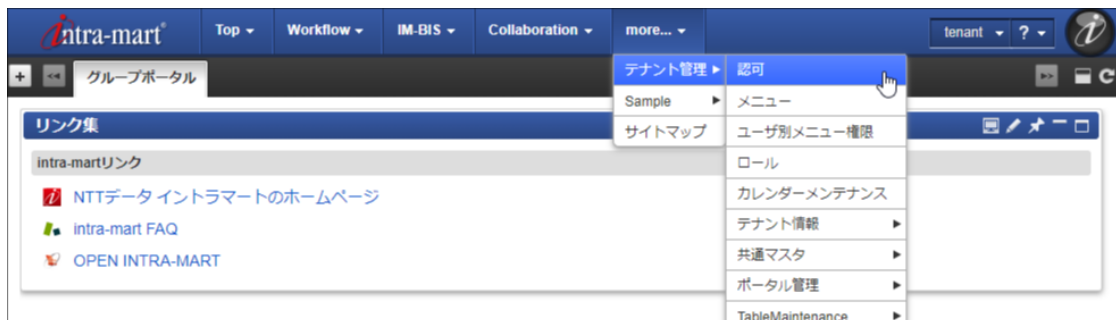 intra-mart® Top Workflow IM-BIS Collaboration more... tenant ?
グループポータル
テナント管理 認可
Sample メニュー
サイトマップ ユーザ別メニュー権限
リンク集
intra-martリンク ロール
NTTデータ イントラマートのホームページ カレンダーメンテナンス
intra-mart FAQ テナント情報
OPEN INTRA-MART 共通マスタ
ポータル管理
TableMaintenance